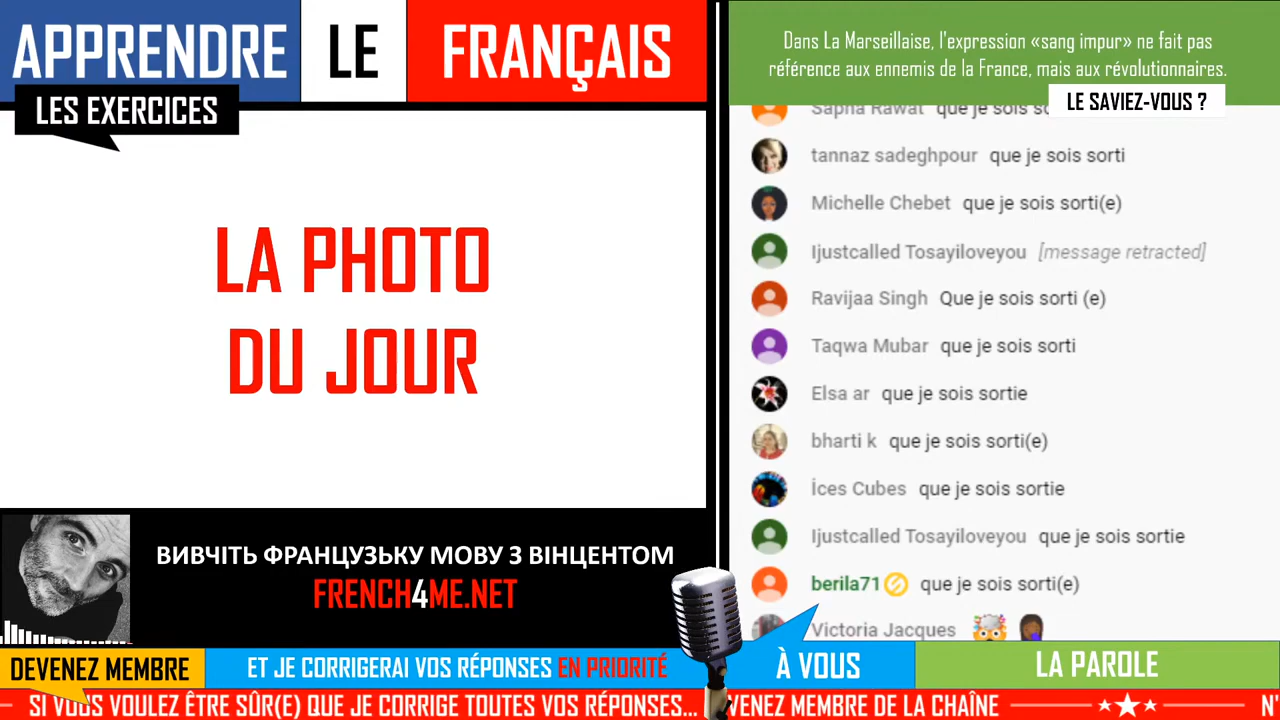 APPRENDRE LE FRANÇAIS
LES EXERCICES
LA PHOTO
DU JOUR
ВИВЧІТЬ ФРАНЦУЗЬКУ МОВУ З ВІНЦЕНТОМ
FRENCH4ME.NET
Dans La Marseillaise, l'expression «sang impur» ne fait pas
référence aux ennemis de la France, mais aux révolutionnaires.
LE SAVIEZ-VOUS ?
Sapna Rawat que je sois
tannaz sadeghpour que je sois sorti
Michelle Chebet que je sois sorti(e)
Ijustcalled Tosayiloveyou [message retracted]
Ravijaa Singh Que je sois sorti (e)
Taqwa Mubar que je sois sorti
Elsa ar que je sois sortie
bharti k que je sois sorti(e)
İces Cubes que je sois sortie
Ijustcalled Tosayiloveyou que je sois sortie
berila71 que je sois sorti(e)
Victoria Jacques
DEVENEZ MEMBRE ET JE CORRIGERAI VOS RÉPONSES EN PRIORITÉ
À VOUS LA PAROLE
SI VOUS VOULEZ ÊTRE SÛR(E) QUE JE CORRIGE TOUTES VOS RÉPONSES... VENEZ MEMBRE DE LA CHAÎNE N'